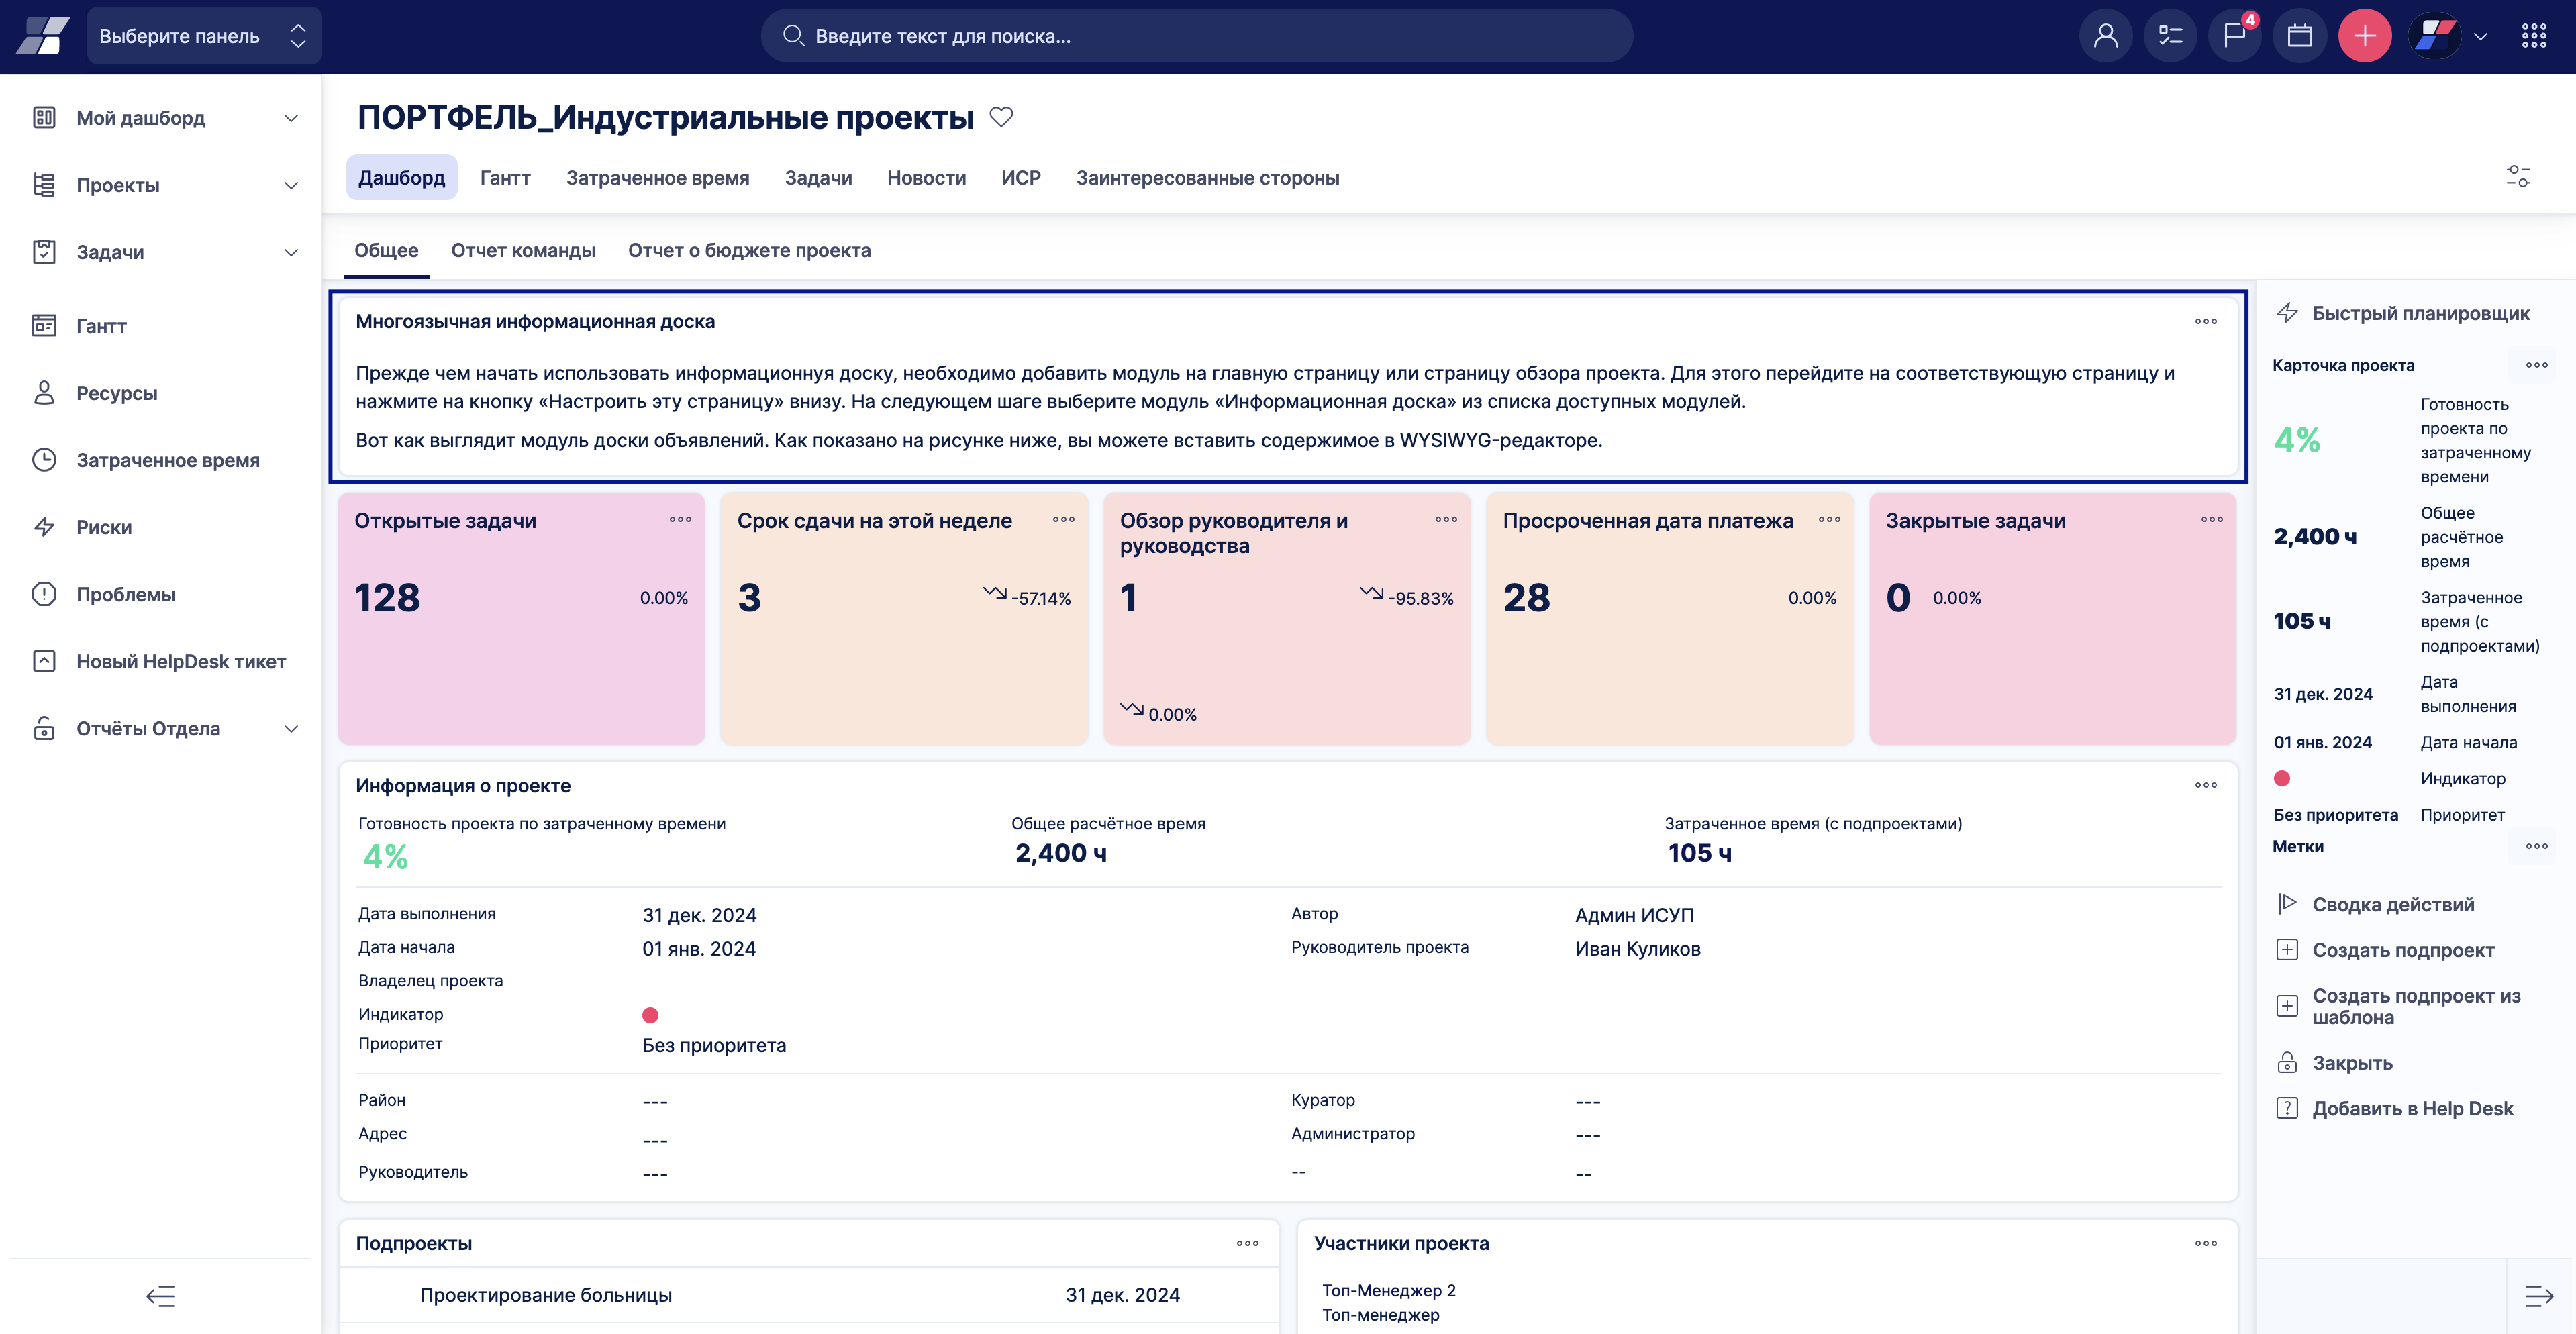 Выберите панель
Введите текст для поиска...
4
Мой дашборд
Проекты
Задачи
Гантт
Ресурсы
Затраченное время
Риски
Проблемы
Новый HelpDesk тикет
Отчёты Отдела
ПОРТФЕЛЬ_Индустриальные проекты
Дашборд Гантт Затраченное время Задачи Новости ИСР Заинтересованные стороны
Общее Отчет команды Отчет о бюджете проекта
Многоязычная информационная доска
Прежде чем начать использовать информационнуя доску, необходимо добавить модуль на главную страницу или страницу обзора проекта. Для этого перейдите на соответствующую страницу и
нажмите на кнопку «Настроить эту страницу» внизу. На следующем шаге выберите модуль «Информационная доска» из списка доступных модулей.
Вот как выглядит модуль доски объявлений. Как показано на рисунке ниже, вы можете вставить содержимое в WYSIWYG-редакторе.
Открытые задачи
128 0.00%
Срок сдачи на этой неделе
3 -57.14%
Обзор руководителя и
руководства
1 -95.83%
0.00%
Просроченная дата платежа
28 0.00%
Закрытые задачи
0 0.00%
Информация о проекте
Готовность проекта по затраченному времени Общее расчётное время Затраченное время (с подпроектами)
4% 2,400 ч 105 ч
Дата выполнения 31 дек. 2024 Автор Админ ИСУП
Дата начала 01 янв. 2024 Руководитель проекта Иван Куликов
Владелец проекта
Индикатор
Приоритет Без приоритета
Район --- Куратор ---
Адрес --- Администратор ---
Руководитель --- -- --
Подпроекты
Проектирование больницы 31 дек. 2024
Участники проекта
Топ-Менеджер 2
Топ-менеджер
Быстрый планировщик
Карточка проекта
4% Готовность
проекта по
затраченному
времени
2,400 ч Общее
расчётное
время
105 ч Затраченное
время (с
подпроектами)
31 дек. 2024 Дата
выполнения
01 янв. 2024 Дата начала
Индикатор
Без приоритета Приоритет
Метки
Сводка действий
Создать подпроект
Создать подпроект из
шаблона
Закрыть
Добавить в Help Desk